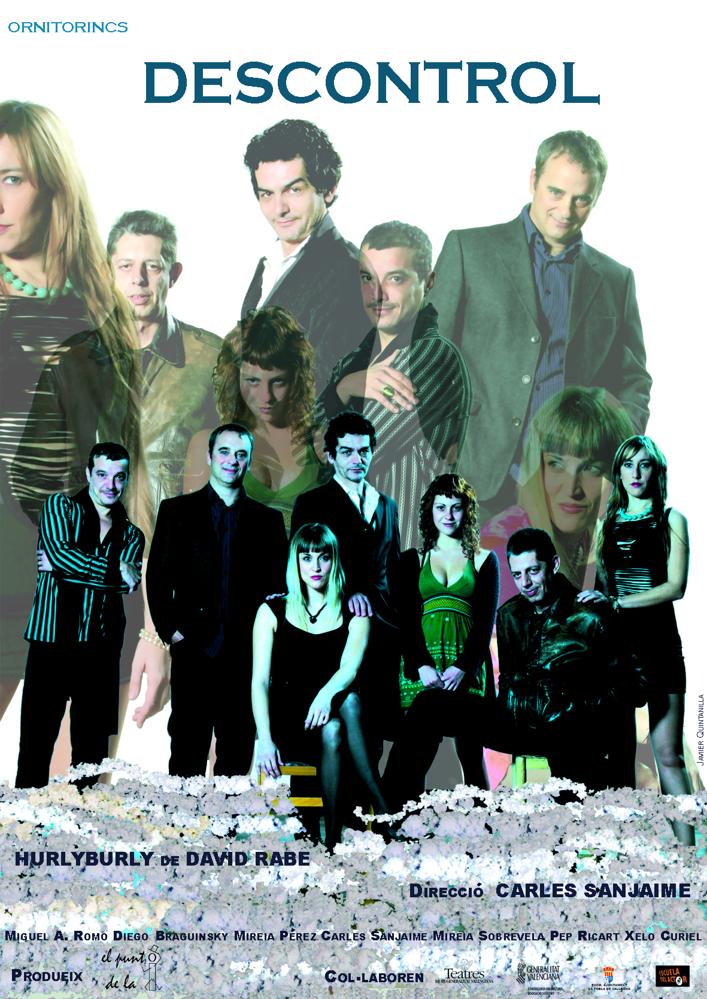 ORNITORINCS
DESCONTROL
JAVIIER QUINTANILLA
HURLYBURLY DE DAVID RABE
DIRECCIÓ CARLES SANJAIME
MIGUEL A. ROMO DIEGO BRAGUINSKY MIREIA PÉREZ CARLES SANJAIME MIREIA SOBREVELA PEP RICART XELO CURIEL
PRODUEIX
el punt
de la i
COL·LABOREN
Teatres
DE LA GENERALITAT VALENCIANA
GENERALITAT
VALENCIANA
CONSELLERIA DE CULTURA
EDUCACIÓ I ESPORT
EXCM. AJUNTAMENT
LA POBLA DE VALLBONA
ESCUELA
DEL ACTOR